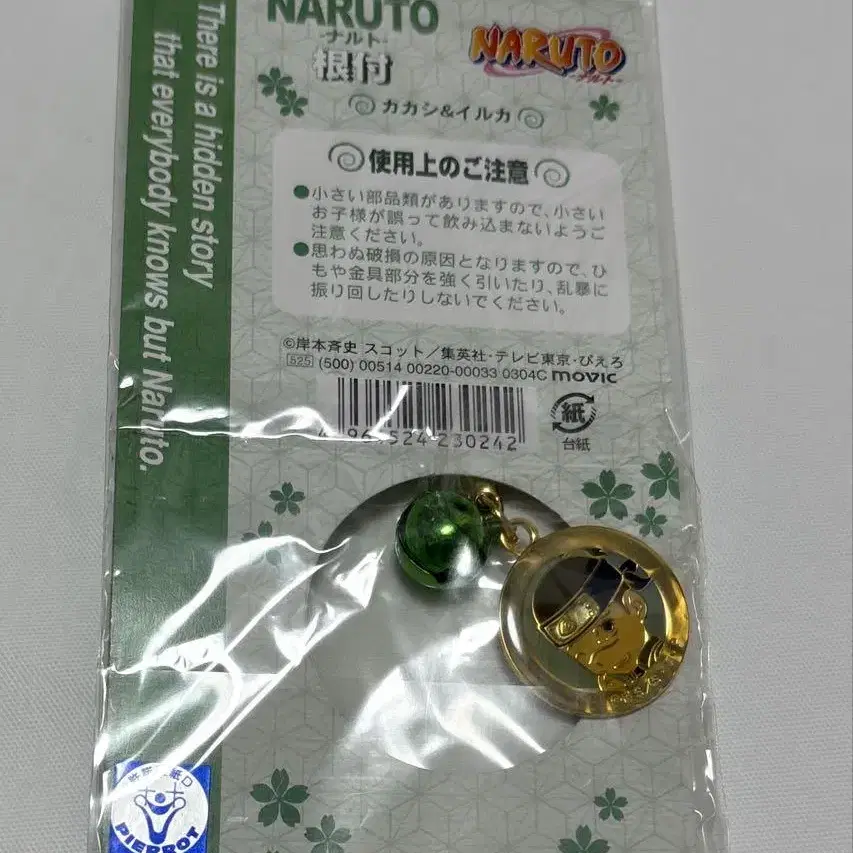 NARUTO
-ナルト-
根付
カカシ&イルカ
NARUTO
-ナルト-
There is a hidden story
that everybody knows but Naruto.
使用上のご注意
●小さい部品類がありますので、小さい
お子様が誤って飲み込まないようご
注意ください。
●思わぬ破損の原因となりますので、ひ
もや金具部分を強く引いたり、乱暴に
振り回したりしないでください。
©岸本斉史 スコット/集英社・テレビ東京・ぴえろ
525 (500) 00514 00220-00033 0304C movic
紙
台紙
PIERROT